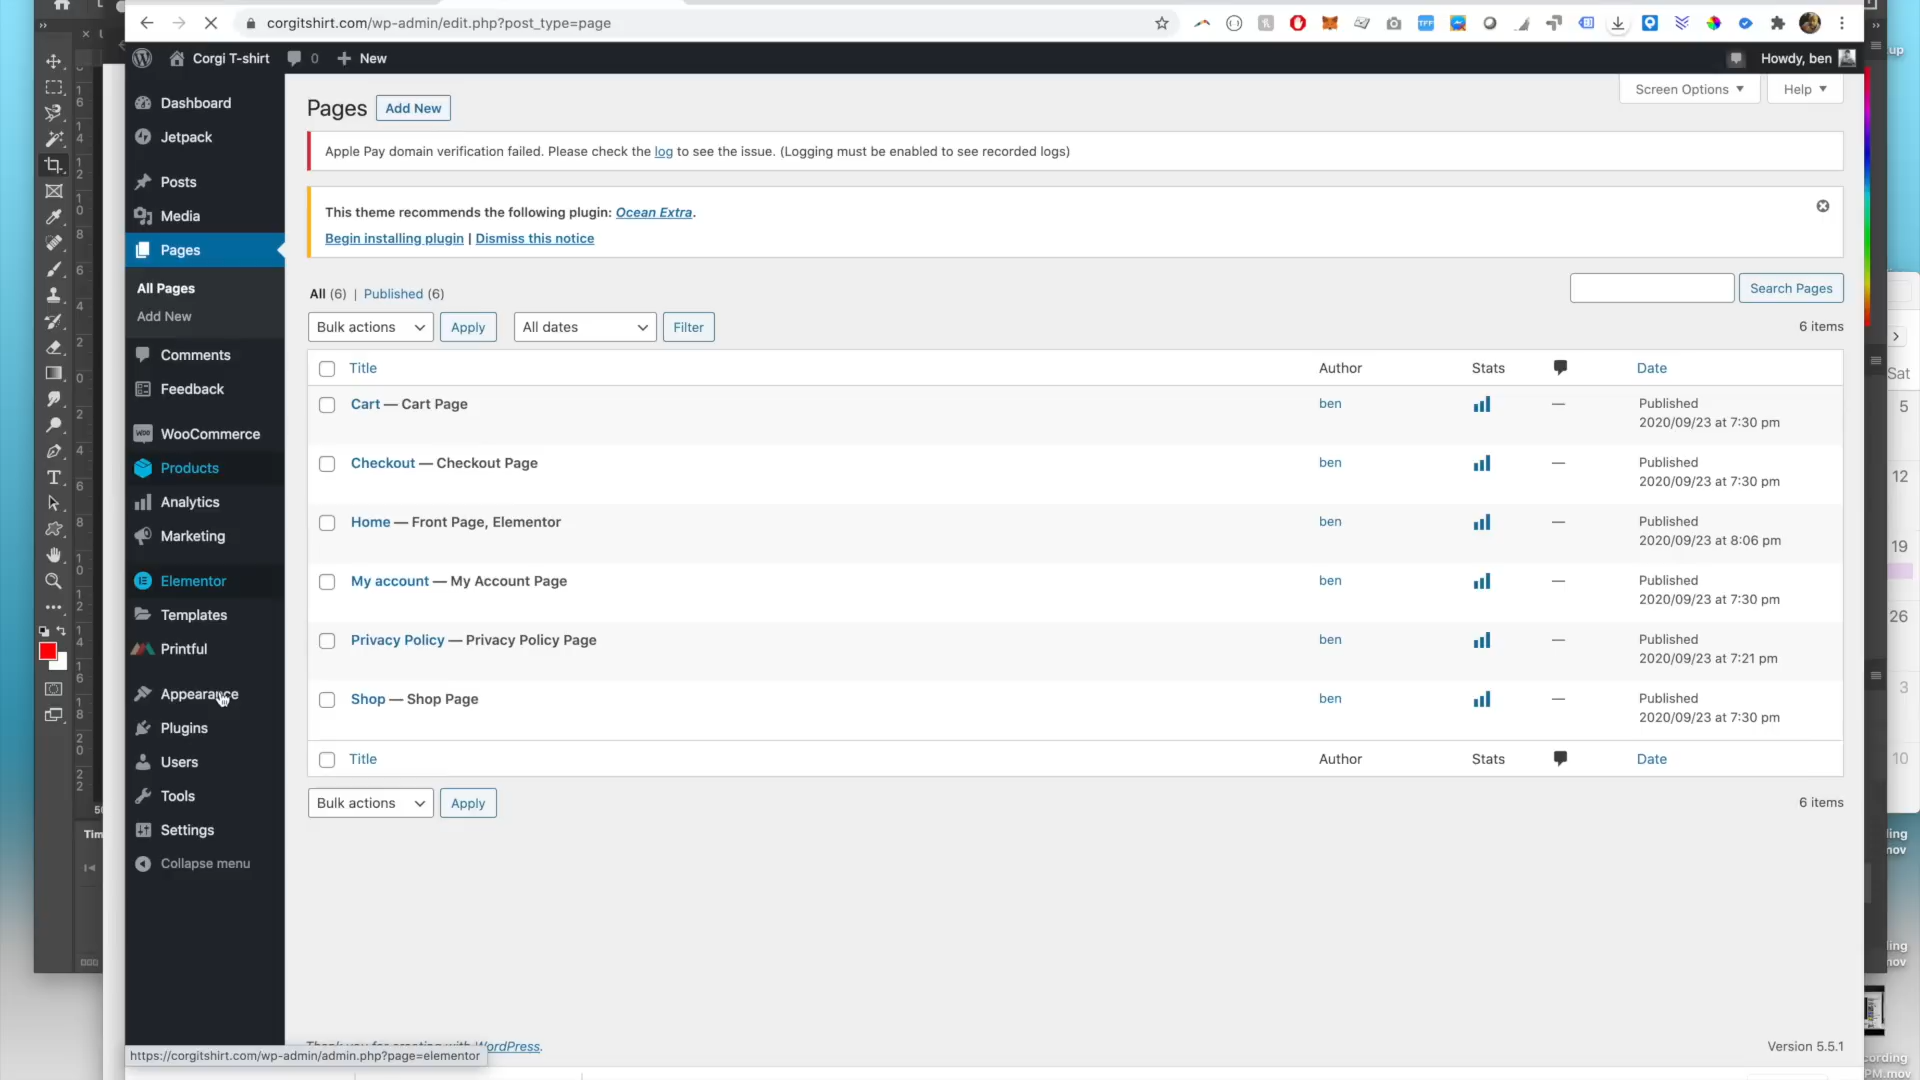 corgitshirt.com/wp-admin/edit.php?post_type=page
Corgi T-shirt
0
New
Howdy, ben
Dashboard
Jetpack
Posts
Media
Pages
All Pages
Add New
Comments
Feedback
WooCommerce
Products
Analytics
Marketing
Elementor
Templates
Printful
Appearance
Plugins
Users
Tools
Settings
Collapse menu
Screen Options
Help
Pages
Add New
Apple Pay domain verification failed. Please check the log to see the issue. (Logging must be enabled to see recorded logs)
This theme recommends the following plugin: Ocean Extra.
Begin installing plugin | Dismiss this notice
All (6) | Published (6)
Search Pages
Bulk actions
Apply
All dates
Filter
6 items
Title Author Stats Date
Cart — Cart Page ben — Published
2020/09/23 at 7:30 pm
Checkout — Checkout Page ben — Published
2020/09/23 at 7:30 pm
Home — Front Page, Elementor ben — Published
2020/09/23 at 8:06 pm
My account — My Account Page ben — Published
2020/09/23 at 7:30 pm
Privacy Policy — Privacy Policy Page ben — Published
2020/09/23 at 7:21 pm
Shop — Shop Page ben — Published
2020/09/23 at 7:30 pm
Title Author Stats Date
Bulk actions
Apply
6 items
WordPress.
Version 5.5.1
https://corgitshirt.com/wp-admin/admin.php?page=elementor
Sat
5
12
19
26
3
10